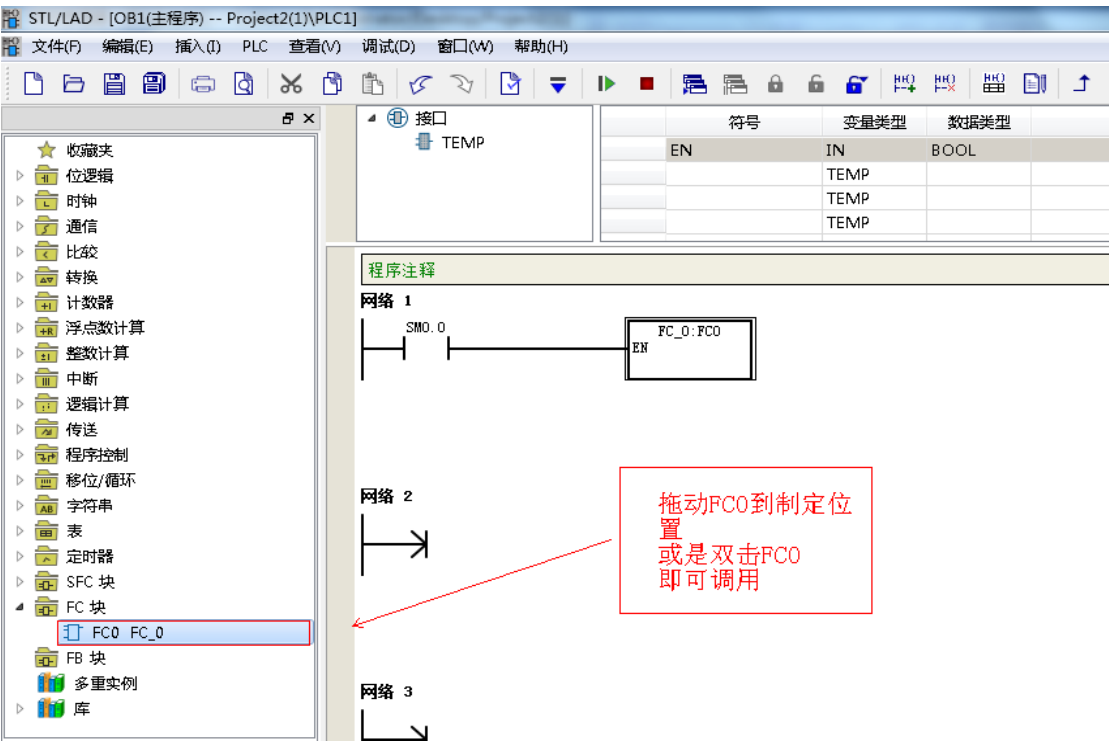 STL/LAD - [OB1(主程序) -- Project2(1)\PLC1]
文件(F) 编辑(E) 插入(I) PLC 查看(V) 调试(D) 窗口(W) 帮助(H)
收藏夹
位逻辑
时钟
通信
比较
转换
计数器
浮点数计算
整数计算
中断
逻辑计算
传送
程序控制
移位/循环
字符串
表
定时器
SFC 块
FC 块
FC0 FC_0
FB 块
多重实例
库
接口
TEMP
符号 变量类型 数据类型
EN IN BOOL
TEMP
TEMP
TEMP
程序注释
网络 1
SM0.0
FC_0:FC0
EN
网络 2
拖动FC0到制定位
置
或是双击FC0
即可调用
网络 3